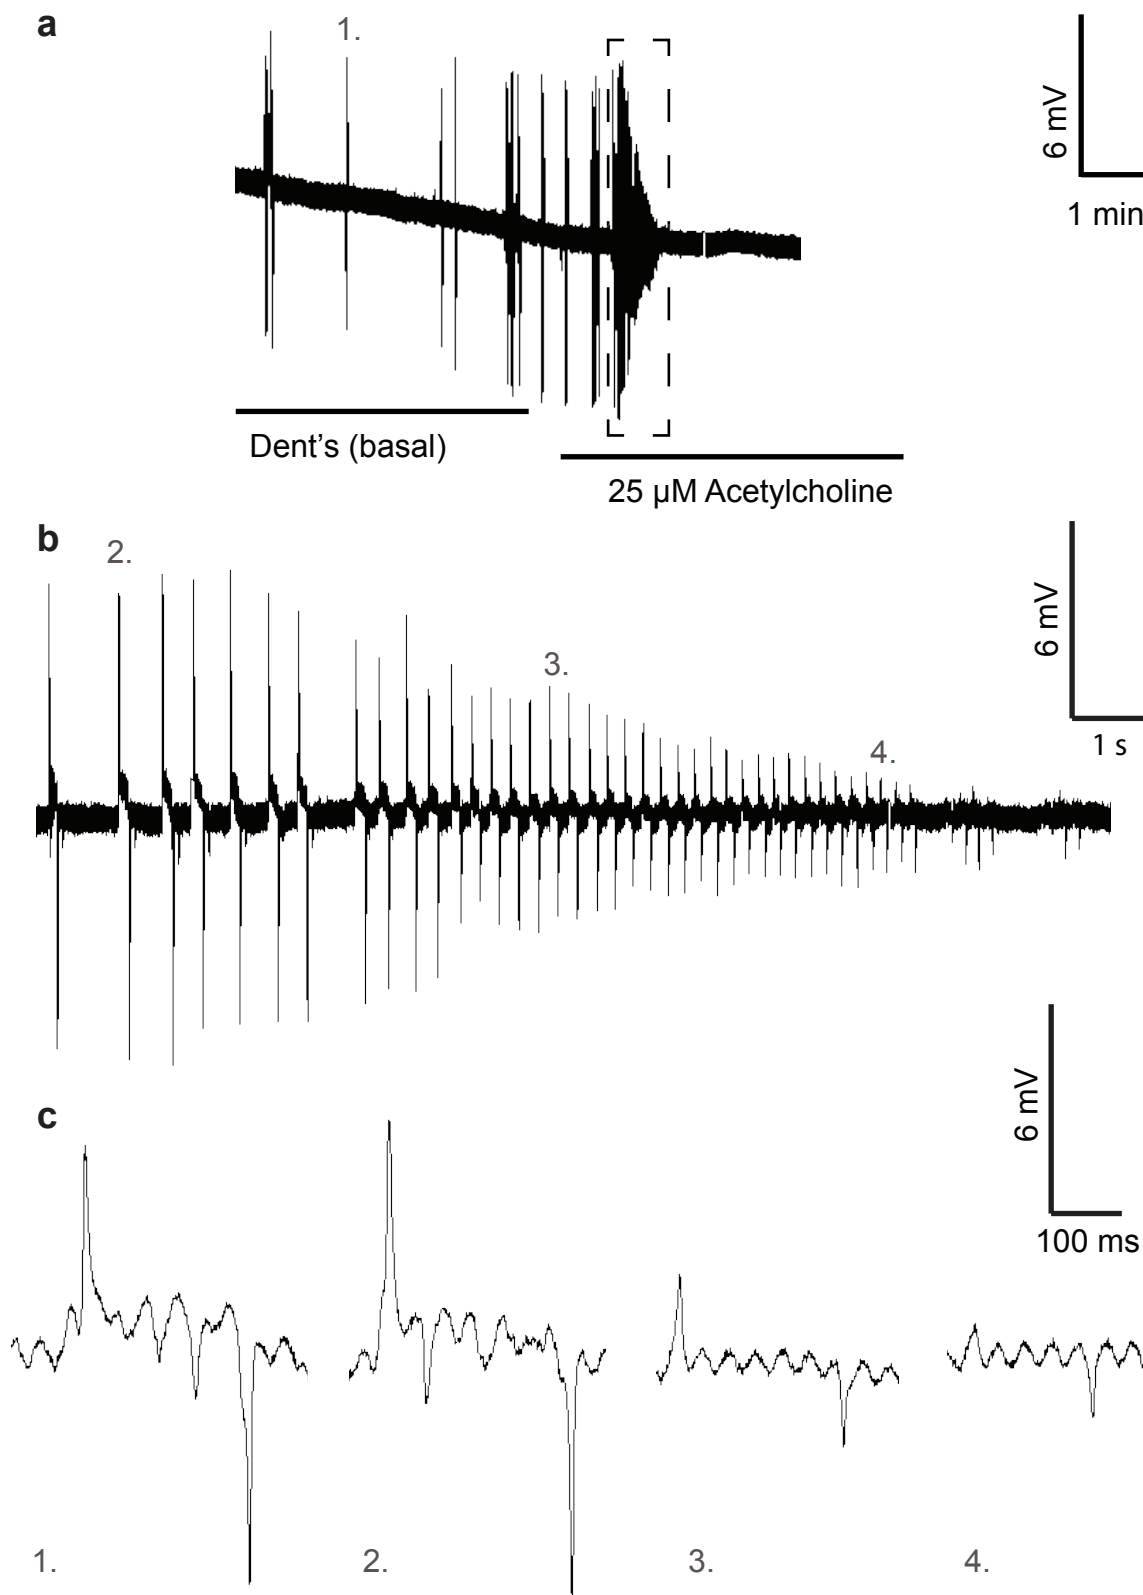 a
1.
6 mV
1 min
Dent's (basal)
25 µM Acetylcholine
b
2.
3.
4.
6 mV
1 s
c
6 mV
100 ms
1.
2.
3.
4.